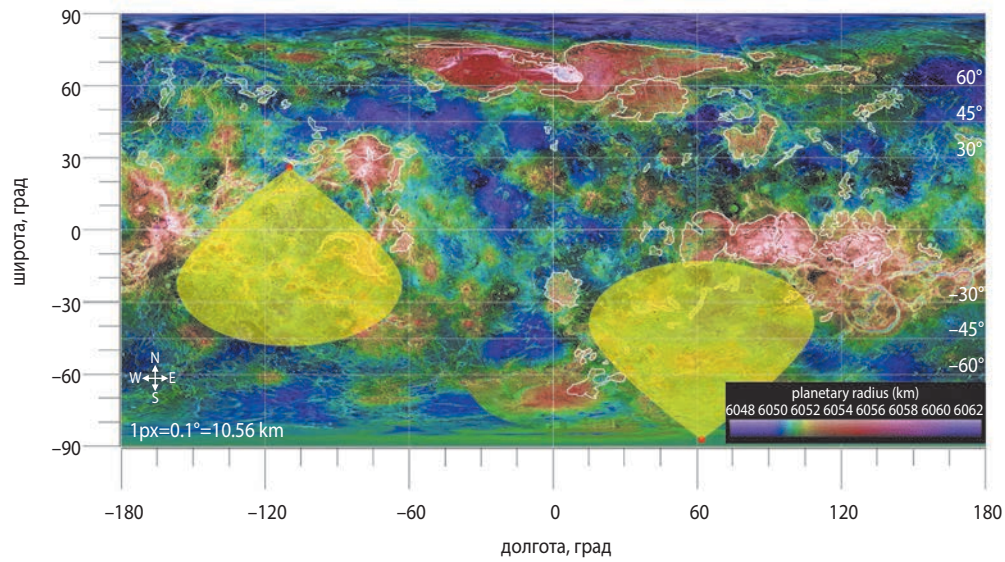 90
60
30
0
–30
–60
–90
широта, град
60°
45°
30°
–30°
–45°
–60°
N
W E
S
1px=0.1°=10.56 km
planetary radius (km)
6048 6050 6052 6054 6056 6058 6060 6062
–180 –120 –60 0 60 120 180
долгота, град